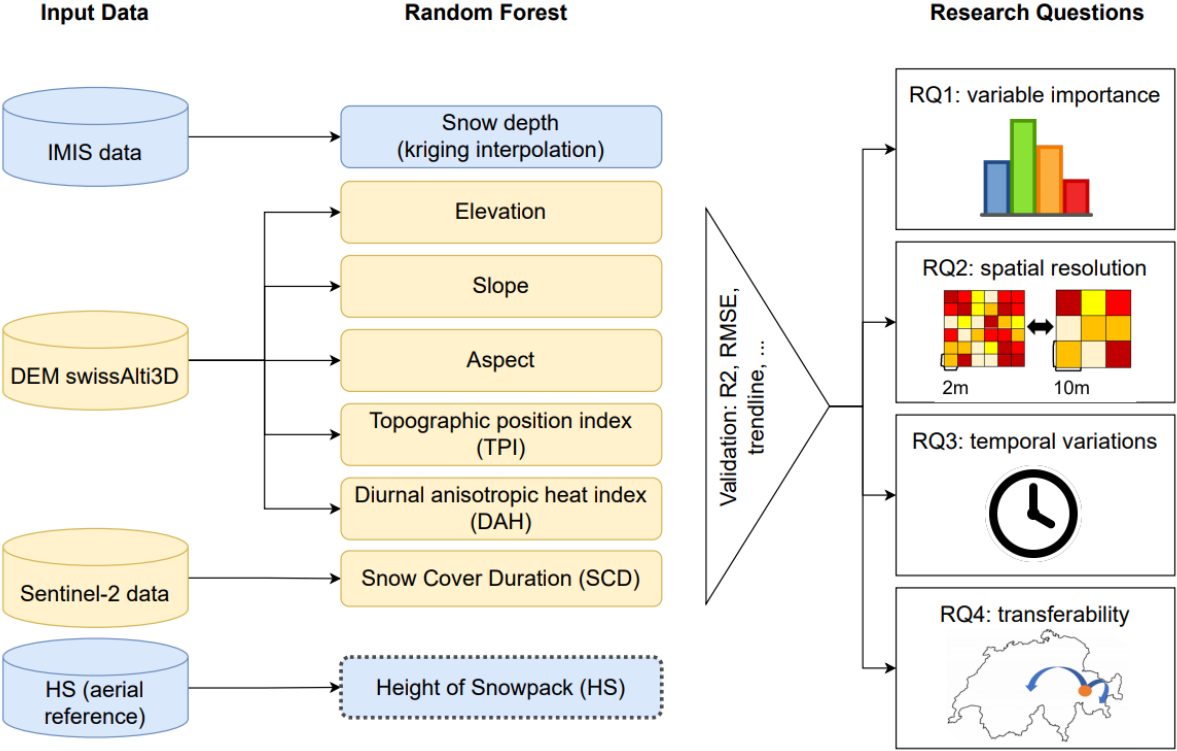 Input Data
Random Forest
Research Questions
IMIS data
DEM swissAlti3D
Sentinel-2 data
HS (aerial
reference)
Snow depth
(kriging interpolation)
Elevation
Slope
Aspect
Topographic position index
(TPI)
Diurnal anisotropic heat index
(DAH)
Snow Cover Duration (SCD)
Height of Snowpack (HS)
Validation: R2, RMSE,
trendline, ...
RQ1: variable importance
RQ2: spatial resolution
2m
10m
RQ3: temporal variations
RQ4: transferability